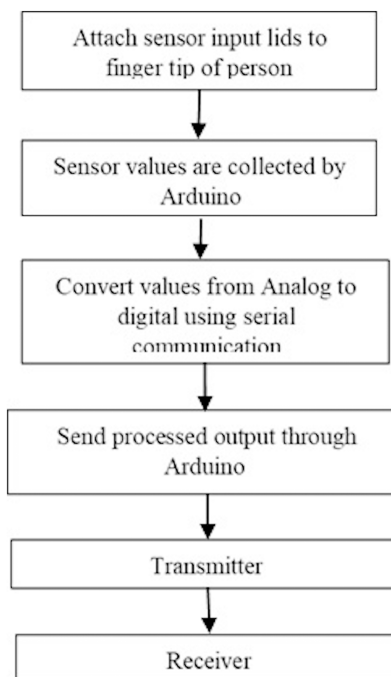 Attach sensor input lids to
finger tip of person
Sensor values are collected by
Arduino
Convert values from Analog to
digital using serial
communication
Send processed output through
Arduino
Transmitter
Receiver